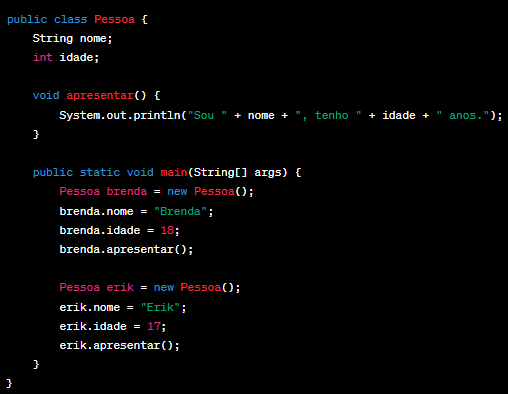 public class Pessoa {
    String nome;
    int idade;

    void apresentar() {
        System.out.println("Sou " + nome + ", tenho " + idade + " anos.");
    }

    public static void main(String[] args) {
        Pessoa brenda = new Pessoa();
        brenda.nome = "Brenda";
        brenda.idade = 18;
        brenda.apresentar();

        Pessoa erik = new Pessoa();
        erik.nome = "Erik";
        erik.idade = 17;
        erik.apresentar();
    }
}